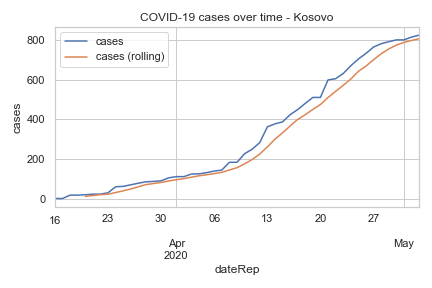 COVID-19 cases over time - Kosovo
cases
cases (rolling)
800
600
400
200
0
cases
16 23 30 06 13 20 27
Apr May
2020
dateRep